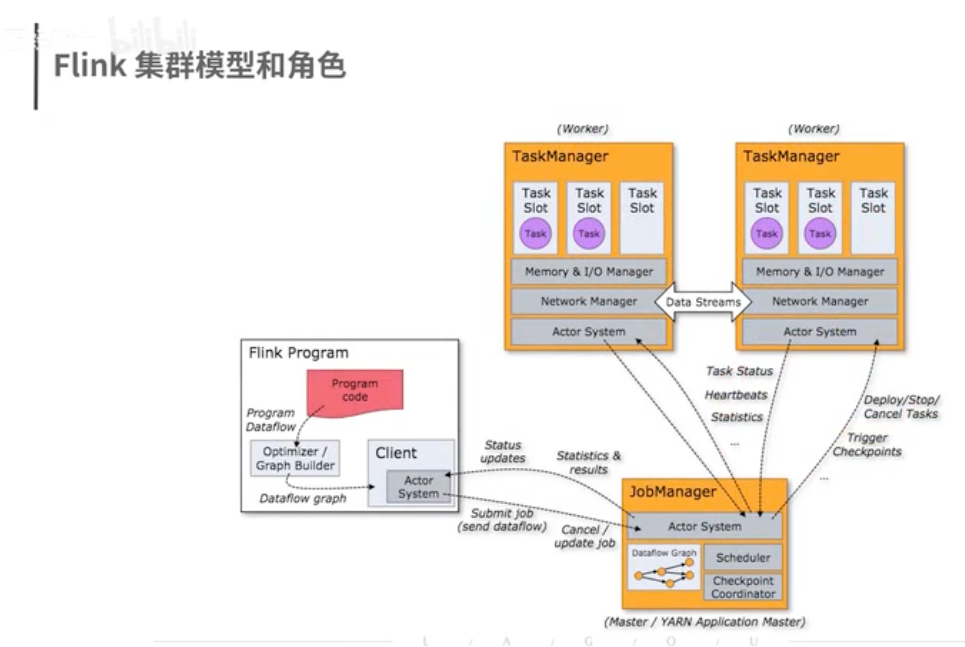 bilibili
Flink 集群模型和角色
(Worker)
(Worker)
TaskManager
TaskManager
Task
Slot
Task
Slot
Task
Slot
Task
Slot
Task
Slot
Task
Slot
Task
Task
Task
Task
Memory & I/O Manager
Memory & I/O Manager
Network Manager
Data Streams
Network Manager
Actor System
Actor System
Flink Program
Program
code
Program
Dataflow
Optimizer /
Graph Builder
Dataflow graph
Client
Actor
System
Task Status
Heartbeats
Statistics
...
Deploy/Stop/
Cancel Tasks
Trigger
Checkpoints
...
Status
updates
Statistics &
results
Submit job
(send dataflow)
Cancel /
update job
JobManager
Actor System
Dataflow Graph
Scheduler
Checkpoint
Coordinator
(Master / YARN Application Master)
L / A / G / O / U